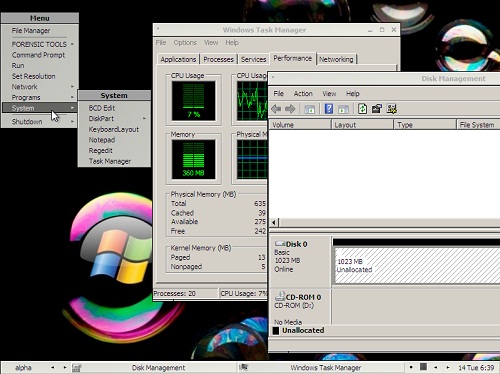 Menu
File Manager
FORENSIC TOOLS
Command Prompt
Run
Set Resolution
Network
Programs
System
Shutdown
System
BCD Edit
DiskPart
KeyboardLayout
Notepad
Regedit
Task Manager
Windows Task Manager
File Options View Help
Applications Processes Services Performance Networking
CPU Usage CPU
7 %
Memory Phys
360 MB
Physical Memory (MB)
Total 635
Cached 39
Available 275
Free 242
Kernel Memory (MB)
Paged 13
Nonpaged 5
Processes: 20 CPU Usage: 7%
Disk Management
File Action View Help
Volume Layout Type File System
Disk 0
Basic
1023 MB
Online
1023 MB
Unallocated
CD-ROM 0
CD-ROM (D:)
No Media
Unallocated
alpha Disk Management Windows Task Manager 14 Tue 6:39